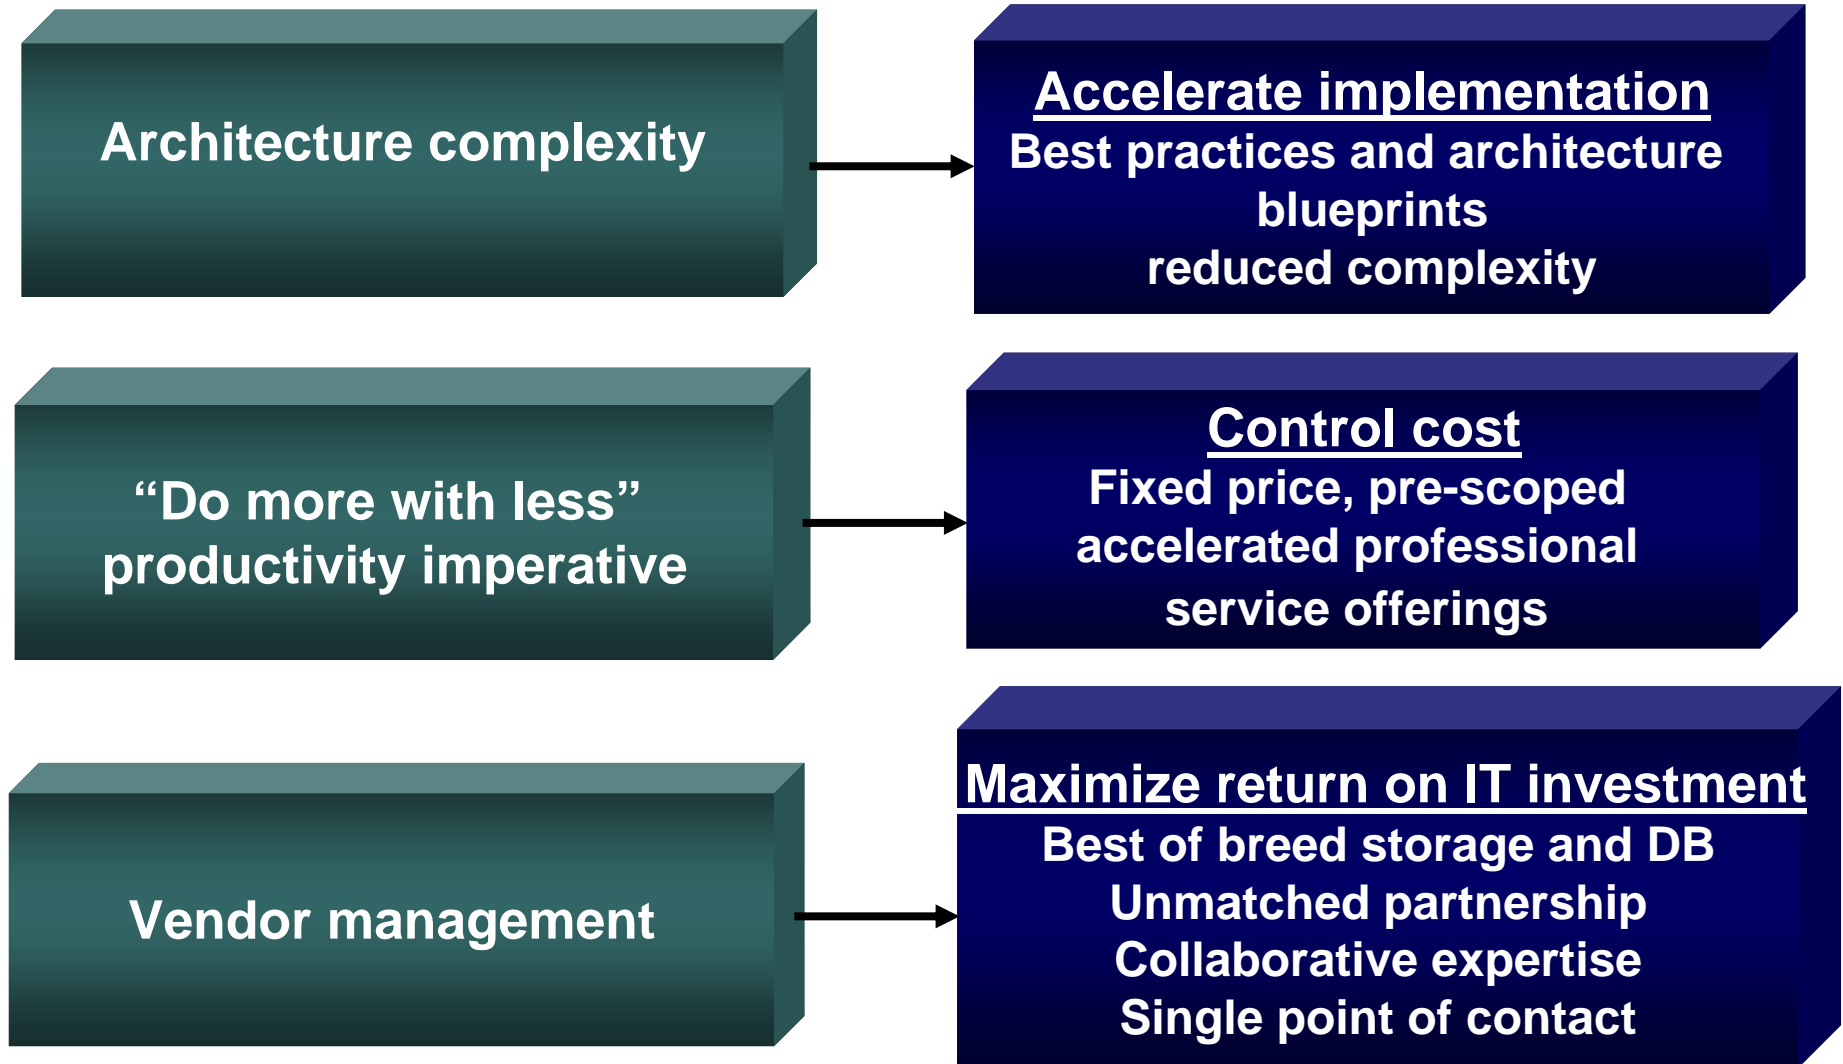 Architecture complexity
Accelerate implementation
Best practices and architecture
blueprints
reduced complexity
“Do more with less”
productivity imperative
Control cost
Fixed price, pre-scoped
accelerated professional
service offerings
Vendor management
Maximize return on IT investment
Best of breed storage and DB
Unmatched partnership
Collaborative expertise
Single point of contact